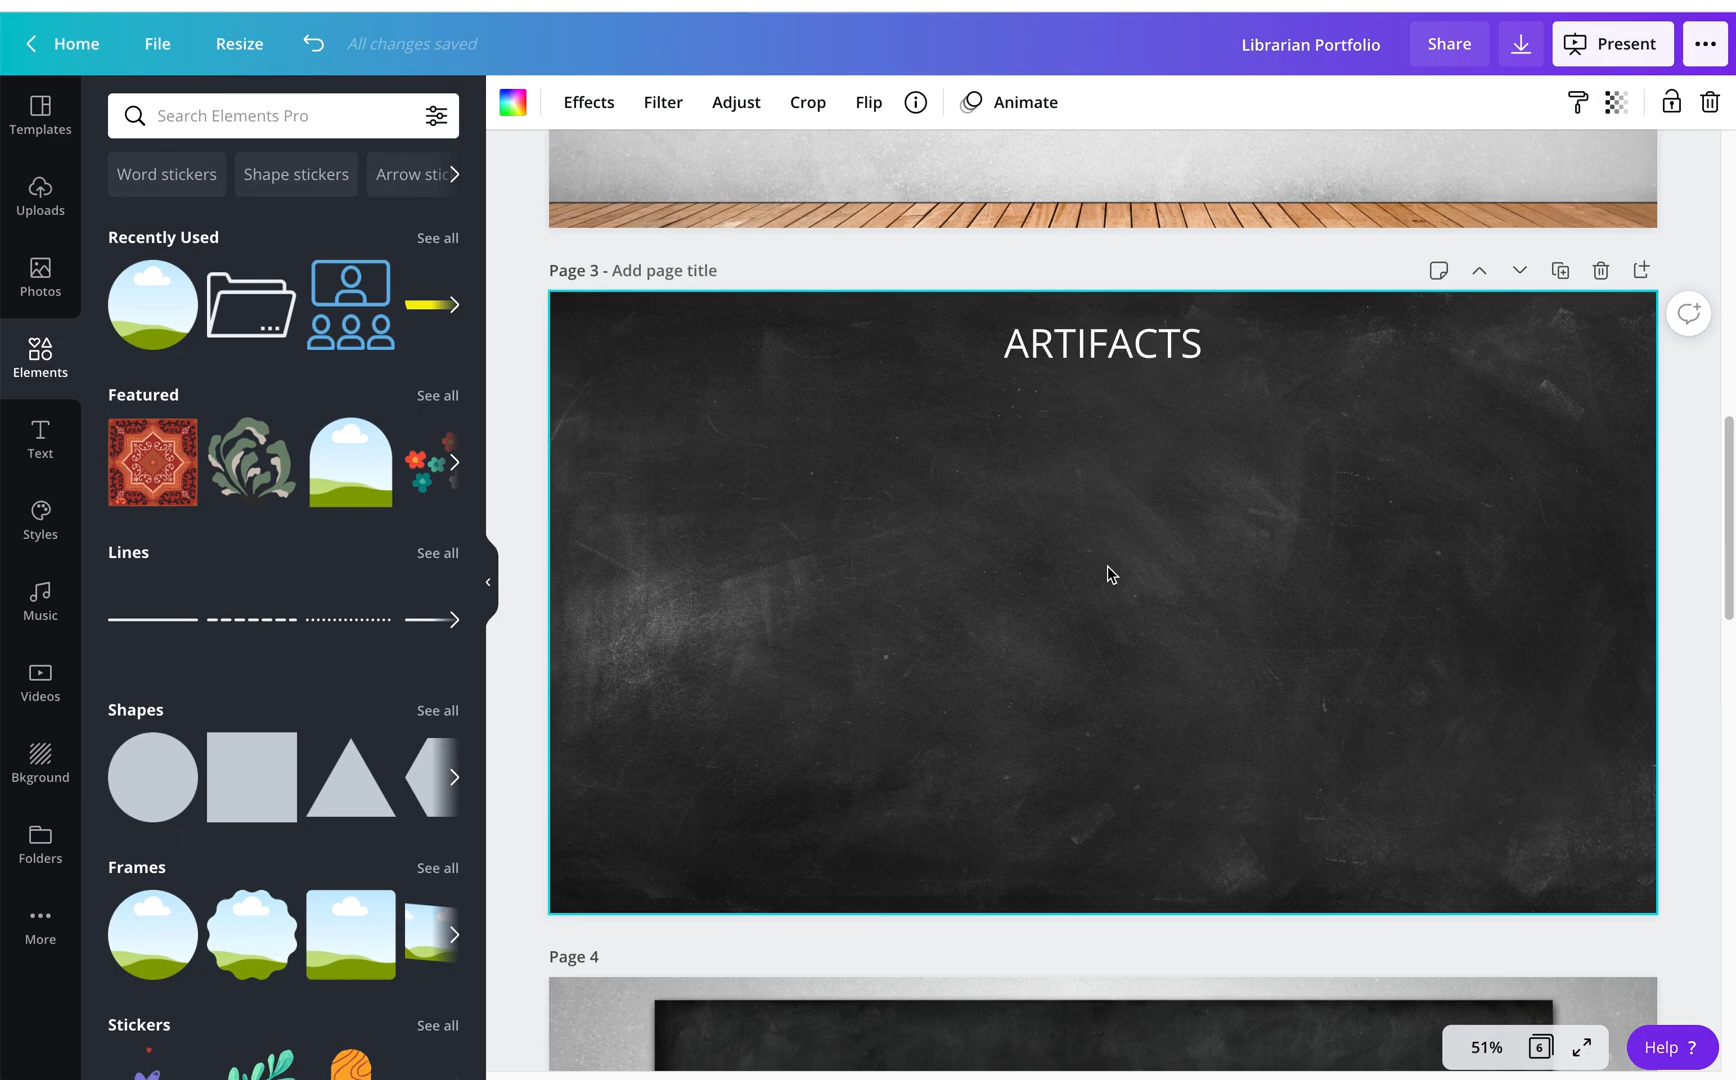 Home
File
Resize
All changes saved
Librarian Portfolio
Share
Present
Templates
Uploads
Photos
Elements
Text
Styles
Music
Videos
Bkground
Folders
More
Search Elements Pro
Word stickers
Shape stickers
Arrow stic
Recently Used
See all
Featured
See all
Lines
See all
Shapes
See all
Frames
See all
Stickers
See all
Effects
Filter
Adjust
Crop
Flip
Animate
Page 3 - Add page title
ARTIFACTS
Page 4
51%
6
Help ?